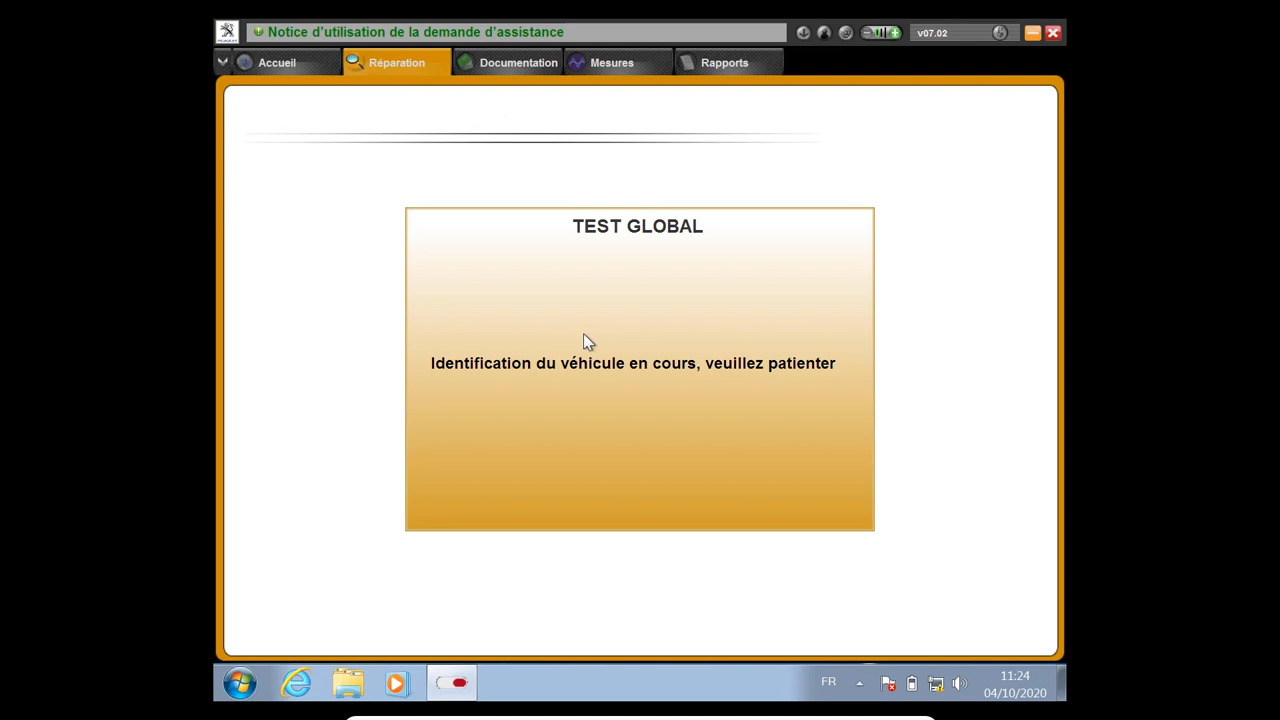 Notice d'utilisation de la demande d'assistance
v07.02
Accueil
Réparation
Documentation
Mesures
Rapports
TEST GLOBAL
Identification du véhicule en cours, veuillez patienter
FR
11:24
04/10/2020